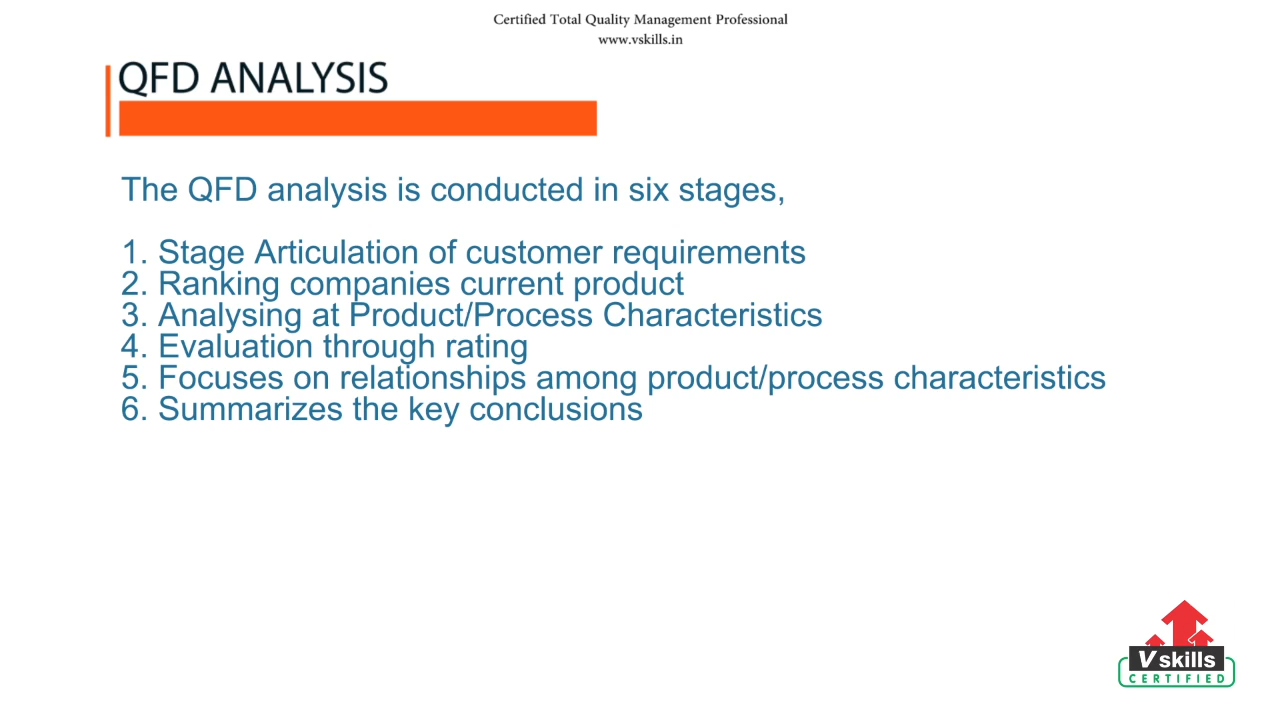 Certified Total Quality Management Professional
www.vskills.in
QFD ANALYSIS
The QFD analysis is conducted in six stages,
1. Stage Articulation of customer requirements
2. Ranking companies current product
3. Analysing at Product/Process Characteristics
4. Evaluation through rating
5. Focuses on relationships among product/process characteristics
6. Summarizes the key conclusions
Vskills
CERTIFIED